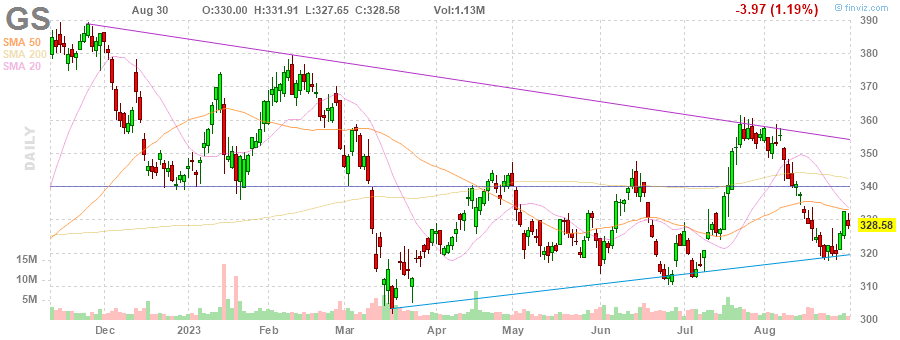 GS Aug 30 O:330.00 H:331.91 L:327.65 C:328.58 Vol:1.13M -3.97 (1.19%) © finviz.com
SMA 50
SMA 200
SMA 20
DAILY
390
380
370
360
350
340
330
328.58
320
310
300
15M
10M
5M
Dec 2023 Feb Mar Apr May Jun Jul Aug